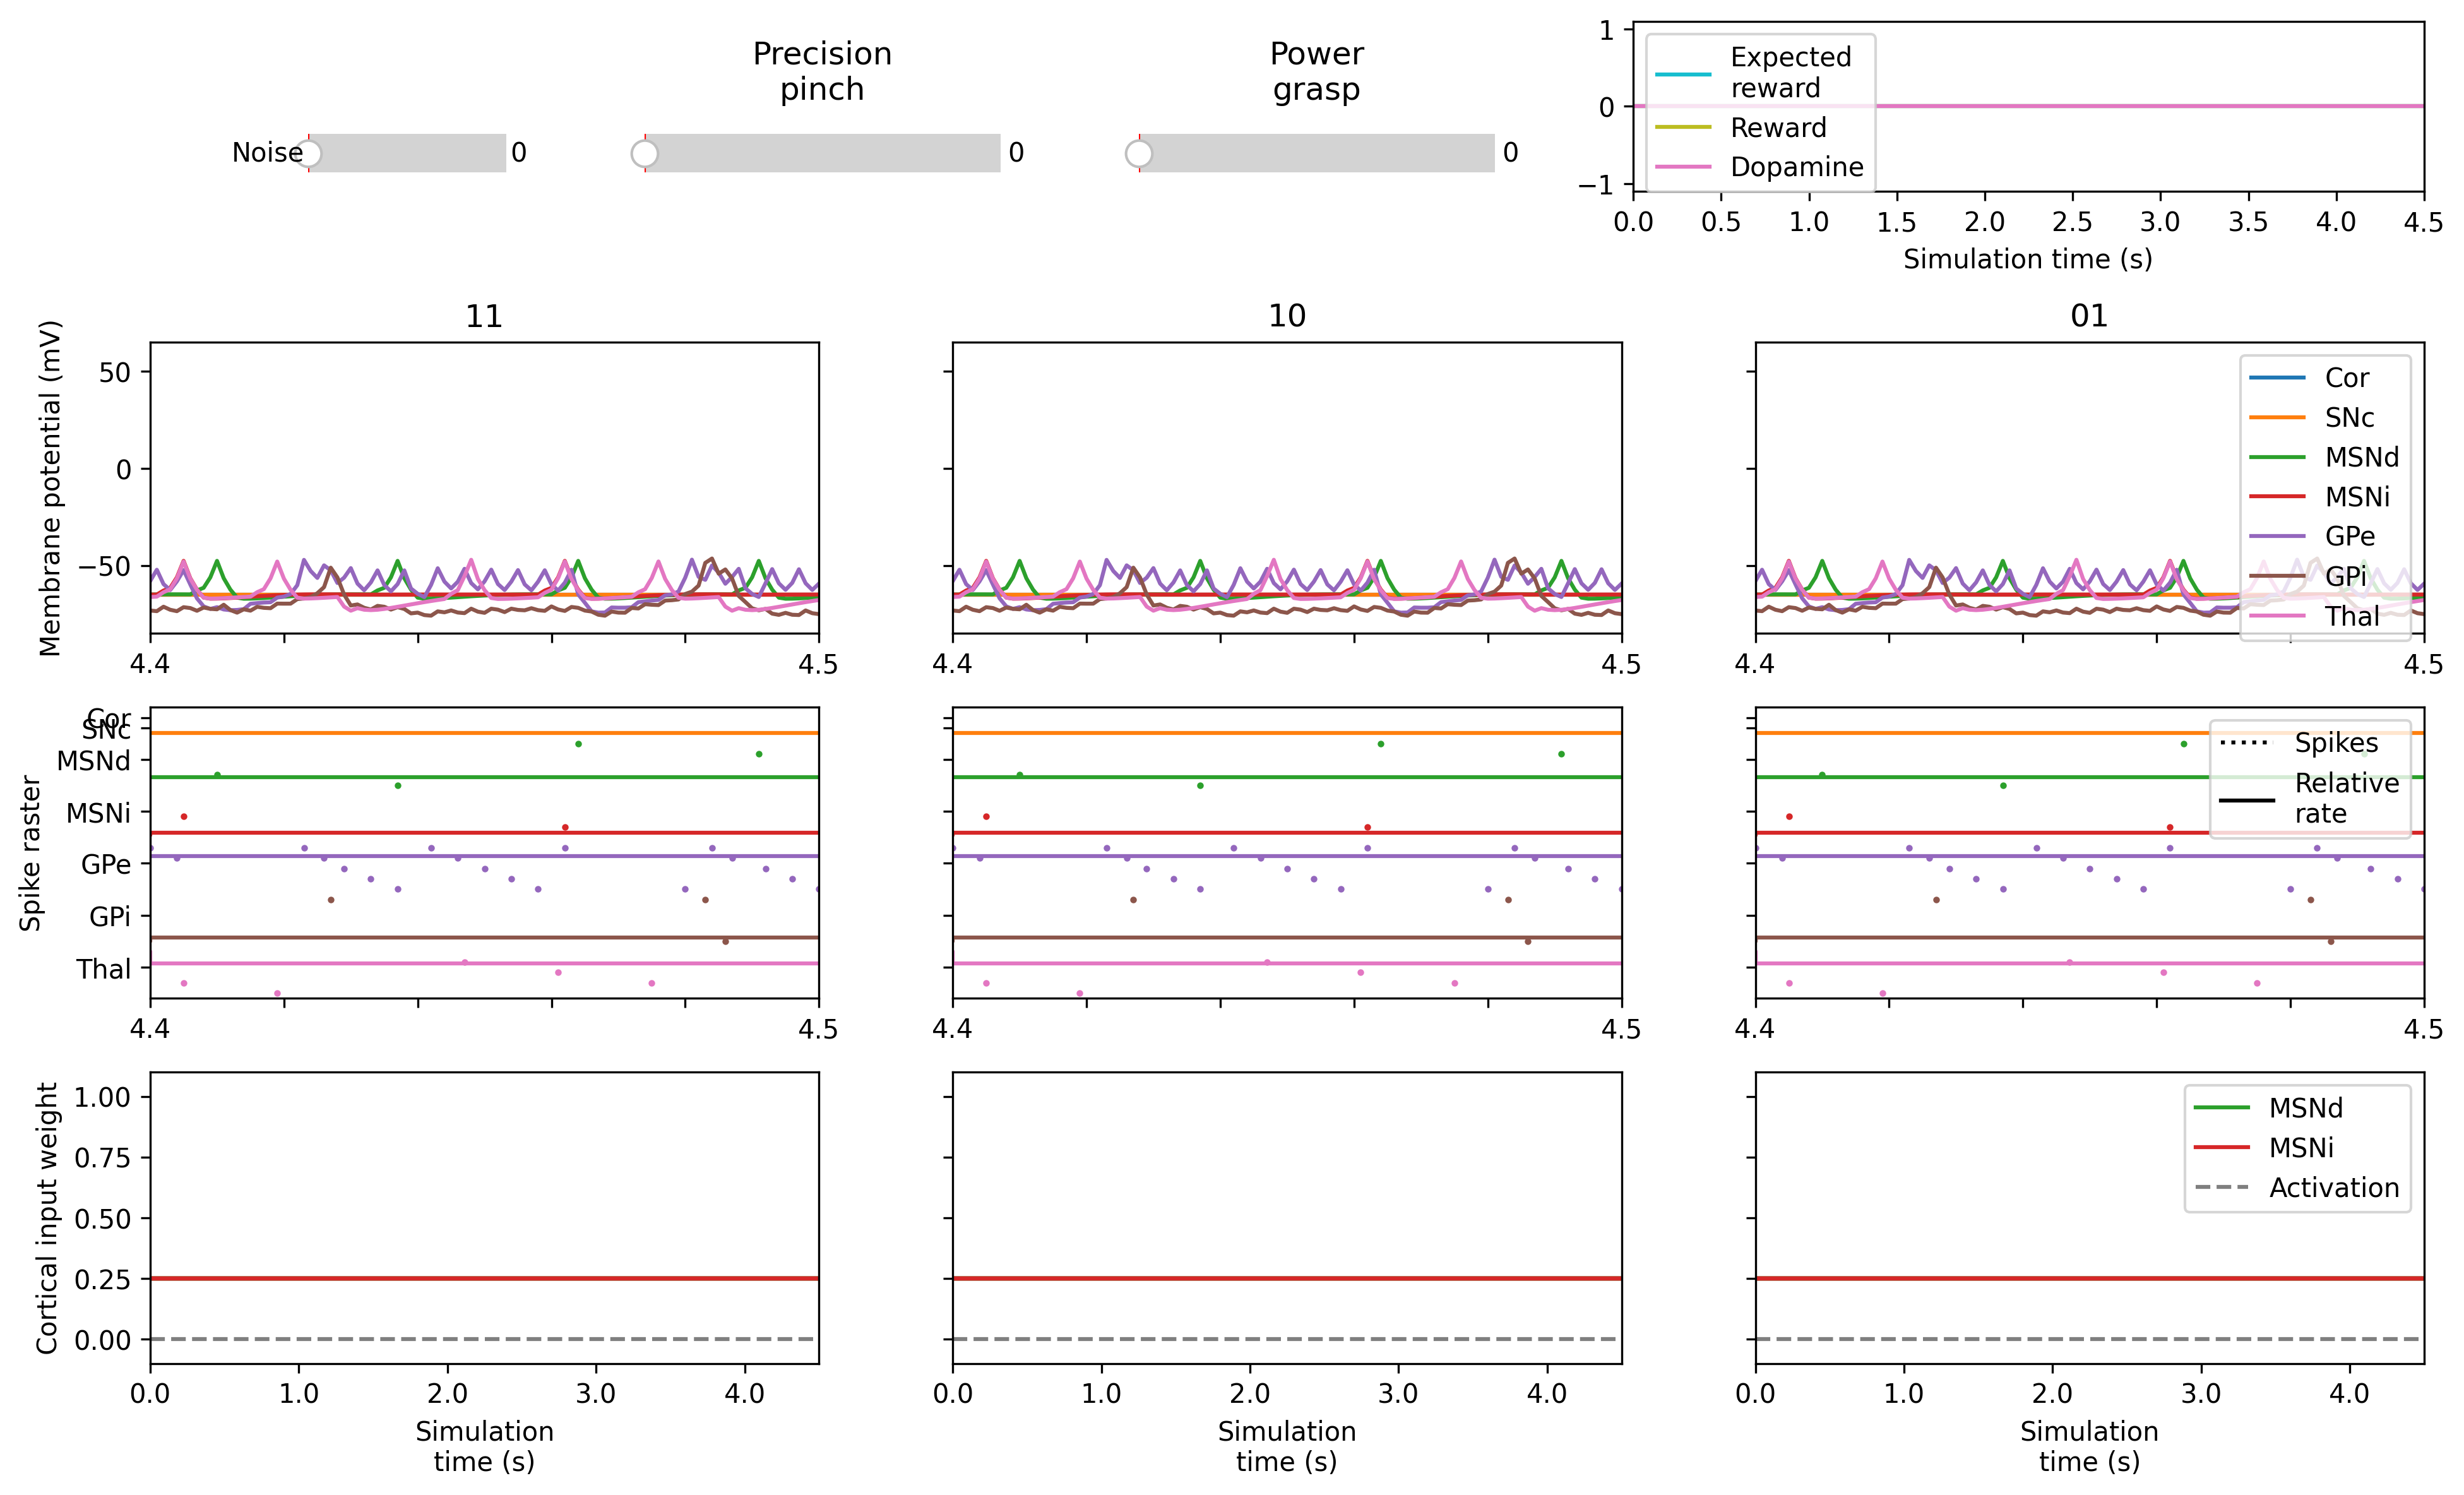 Precision
pinch
Power
grasp
Noise
0
0
0
1
0
−1
Expected
reward
Reward
Dopamine
0.0 0.5 1.0 1.5 2.0 2.5 3.0 3.5 4.0 4.5
Simulation time (s)
11
10
01
Membrane potential (mV)
50
0
−50
4.4 4.5
4.4 4.5
4.4 4.5
Cor
SNc
MSNd
MSNi
GPe
GPi
Thal
Spike raster
Cor
SNc
MSNd
MSNi
GPe
GPi
Thal
4.4 4.5
4.4 4.5
4.4 4.5
Spikes
Relative
rate
Cortical input weight
1.00
0.75
0.50
0.25
0.00
MSNd
MSNi
Activation
0.0 1.0 2.0 3.0 4.0
0.0 1.0 2.0 3.0 4.0
0.0 1.0 2.0 3.0 4.0
Simulation
time (s)
Simulation
time (s)
Simulation
time (s)